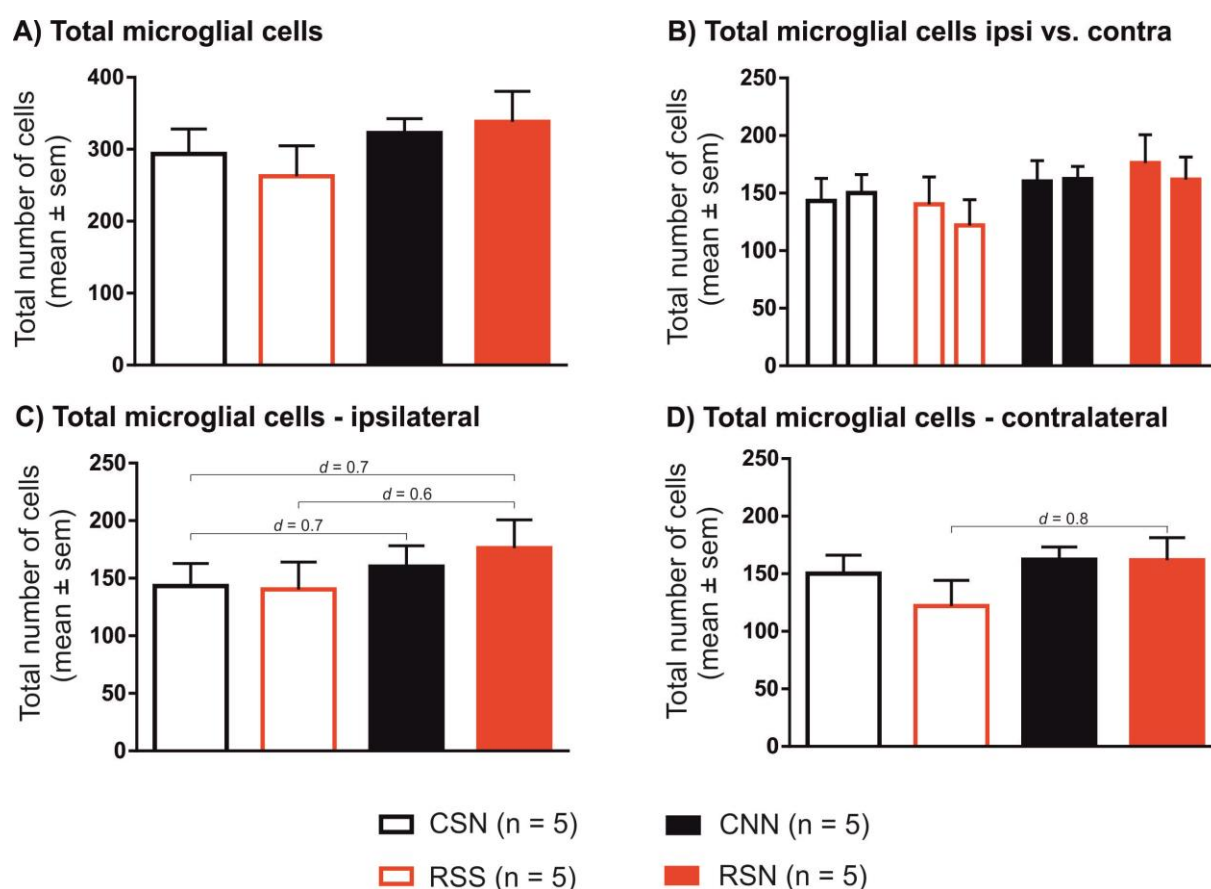 A) Total microglial cells
Total number of cells
(mean ± sem)
400
300
200
100
0
B) Total microglial cells ipsi vs. contra
Total number of cells
(mean ± sem)
250
200
150
100
50
0
C) Total microglial cells - ipsilateral
Total number of cells
(mean ± sem)
250
200
150
100
50
0
d = 0.7
d = 0.6
d = 0.7
D) Total microglial cells - contralateral
Total number of cells
(mean ± sem)
250
200
150
100
50
0
d = 0.8
CSN (n = 5)
CNN (n = 5)
RSS (n = 5)
RSN (n = 5)